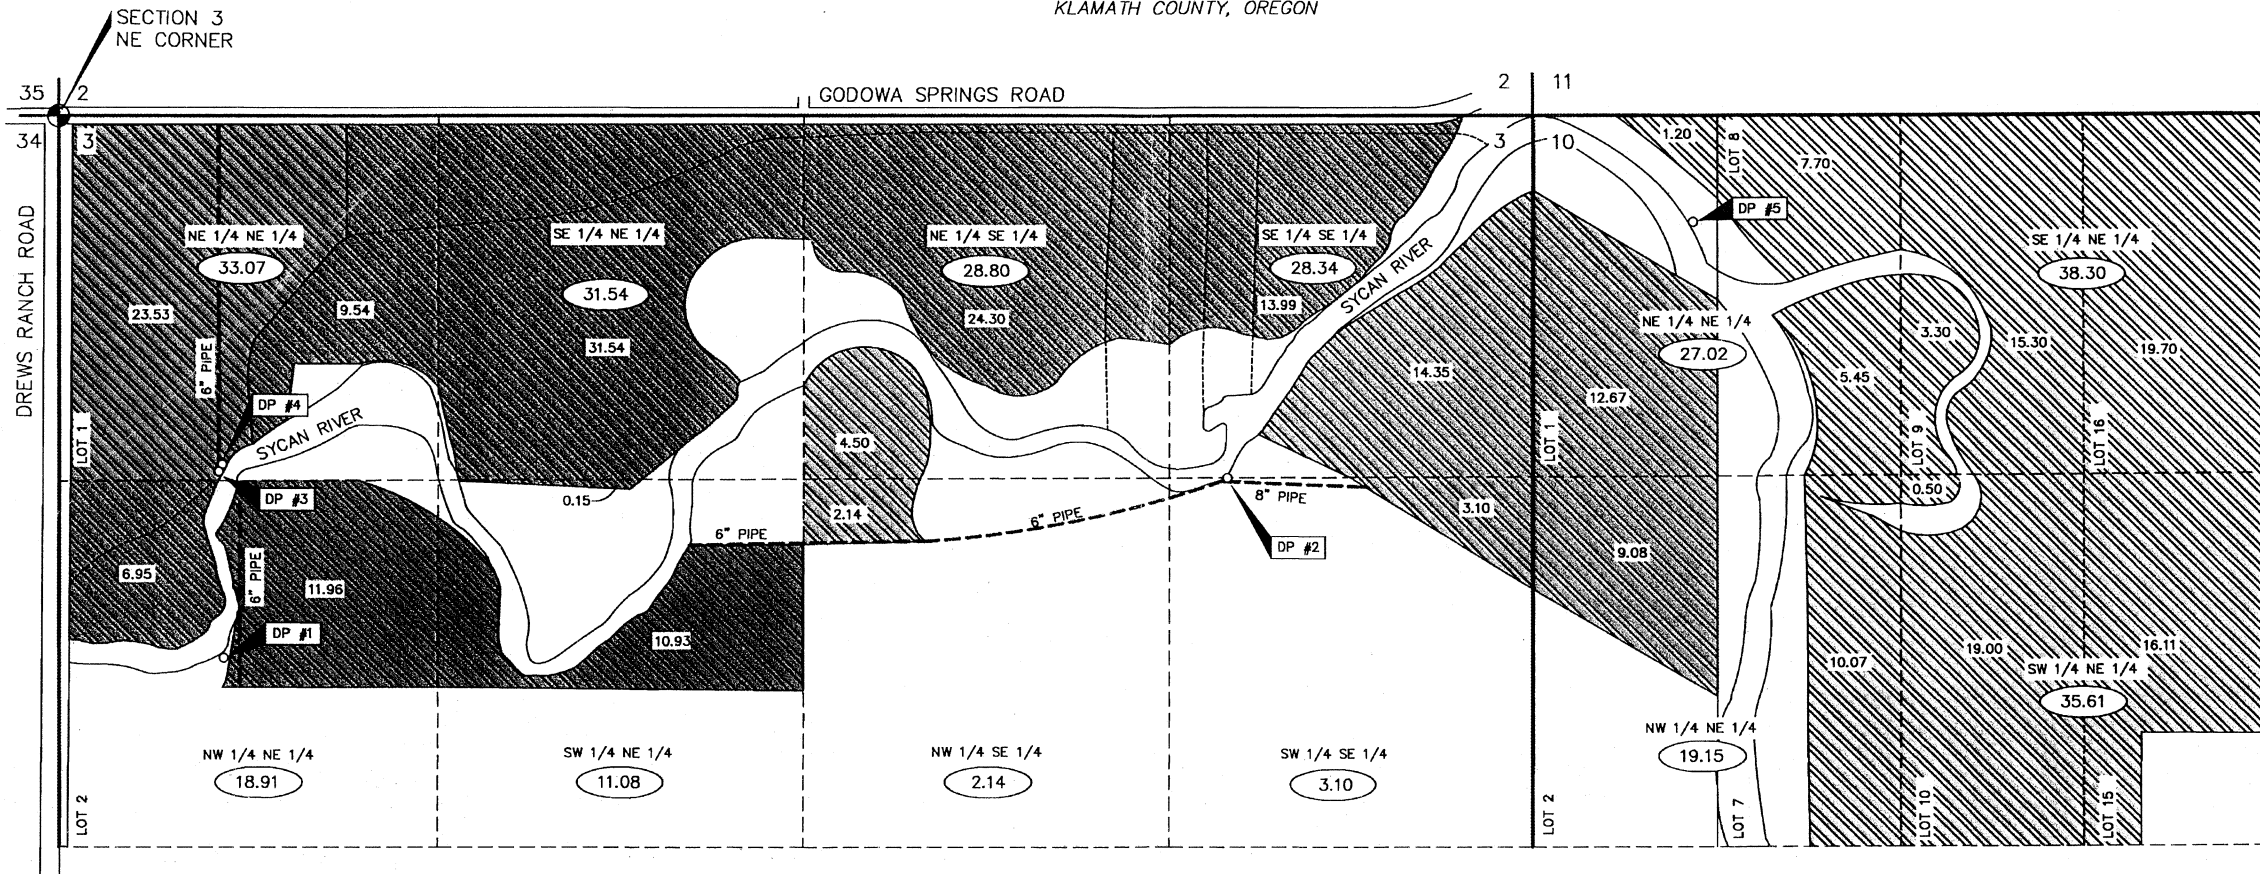 KLAMATH COUNTY, OREGON
SECTION 3
NE CORNER
35
2
GODOWA SPRINGS ROAD
2
11
34
3
3
10
DREWS RANCH ROAD
NE 1/4 NE 1/4
33.07
23.53
9.54
6" PIPE
LOT 1
DP #4
SYCAN RIVER
DP #3
SE 1/4 NE 1/4
31.54
31.54
0.15
NE 1/4 SE 1/4
28.80
24.30
4.50
SE 1/4 SE 1/4
28.34
13.99
SYCAN RIVER
14.35
1.20
LOT 8
7.70
DP #5
NE 1/4 NE 1/4
27.02
12.67
LOT 1
SE 1/4 NE 1/4
38.30
3.30
15.30
19.70
5.45
LOT 9
LOT 16
0.50
6.95
6" PIPE
11.96
DP #1
6" PIPE
10.93
2.14
6" PIPE
8" PIPE
DP #2
3.10
9.08
10.07
19.00
16.11
SW 1/4 NE 1/4
35.61
NW 1/4 NE 1/4
18.91
LOT 2
SW 1/4 NE 1/4
11.08
NW 1/4 SE 1/4
2.14
SW 1/4 SE 1/4
3.10
LOT 2
NW 1/4 NE 1/4
19.15
LOT 7
LOT 10
LOT 15